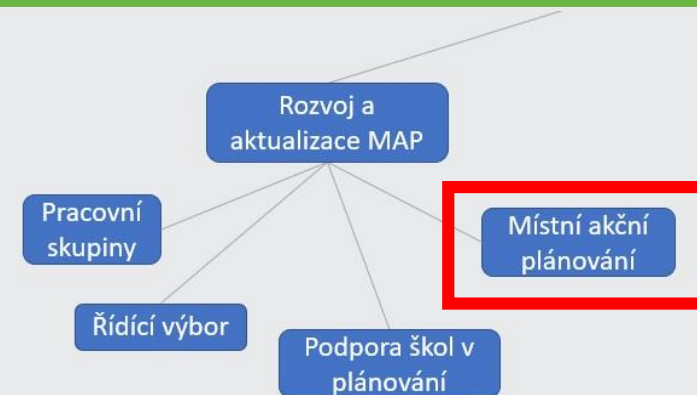 Rozvoj a
aktualizace MAP
Pracovní
skupiny
Místní akční
plánování
Řídící výbor
Podpora škol v
plánování